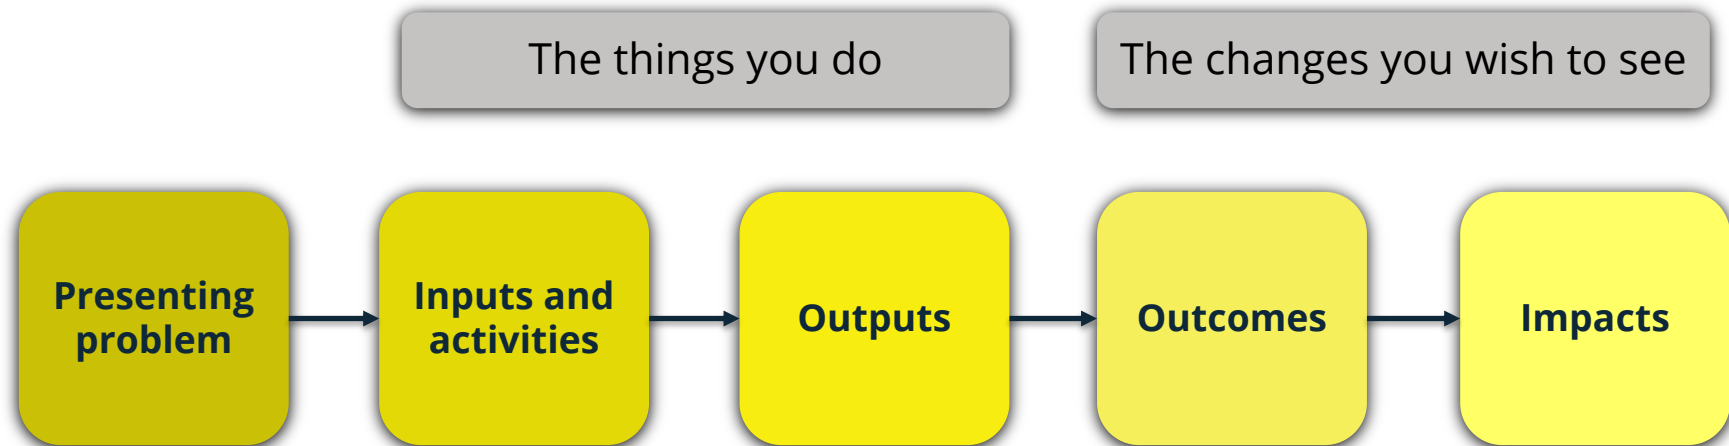 The things you do
The changes you wish to see
Presenting
problem
Inputs and
activities
Outputs
Outcomes
Impacts